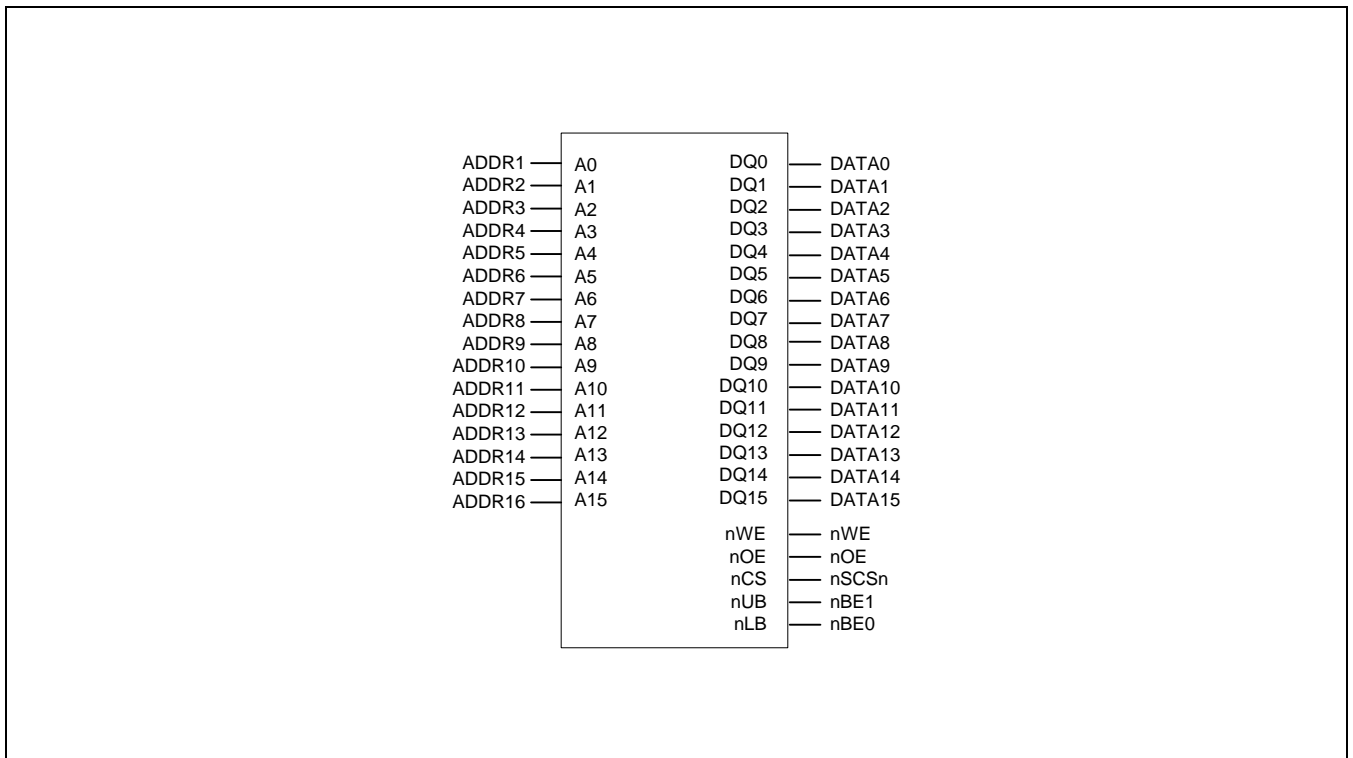 ADDR1 A0 DQ0 DATA0
ADDR2 A1 DQ1 DATA1
ADDR3 A2 DQ2 DATA2
ADDR4 A3 DQ3 DATA3
ADDR5 A4 DQ4 DATA4
ADDR6 A5 DQ5 DATA5
ADDR7 A6 DQ6 DATA6
ADDR8 A7 DQ7 DATA7
ADDR9 A8 DQ8 DATA8
ADDR10 A9 DQ9 DATA9
ADDR11 A10 DQ10 DATA10
ADDR12 A11 DQ11 DATA11
ADDR13 A12 DQ12 DATA12
ADDR14 A13 DQ13 DATA13
ADDR15 A14 DQ14 DATA14
ADDR16 A15 DQ15 DATA15
nWE nWE
nOE nOE
nCS nSCSn
nUB nBE1
nLB nBE0